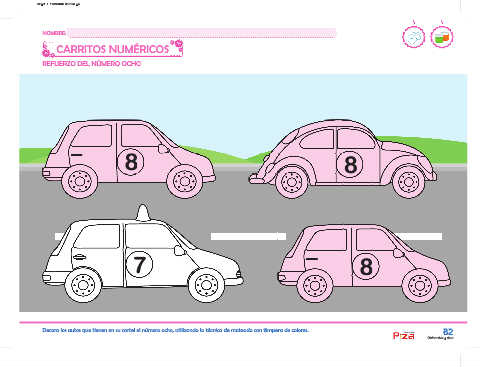 NOMBRE:
CARRITOS NUMÉRICOS
REFUERZO DEL NÚMERO OCHO
8
8
7
8
Decora los autos que tienen en su cartel el número ocho, utilizando la técnica de moteado con témpera de colores.
Piza
82